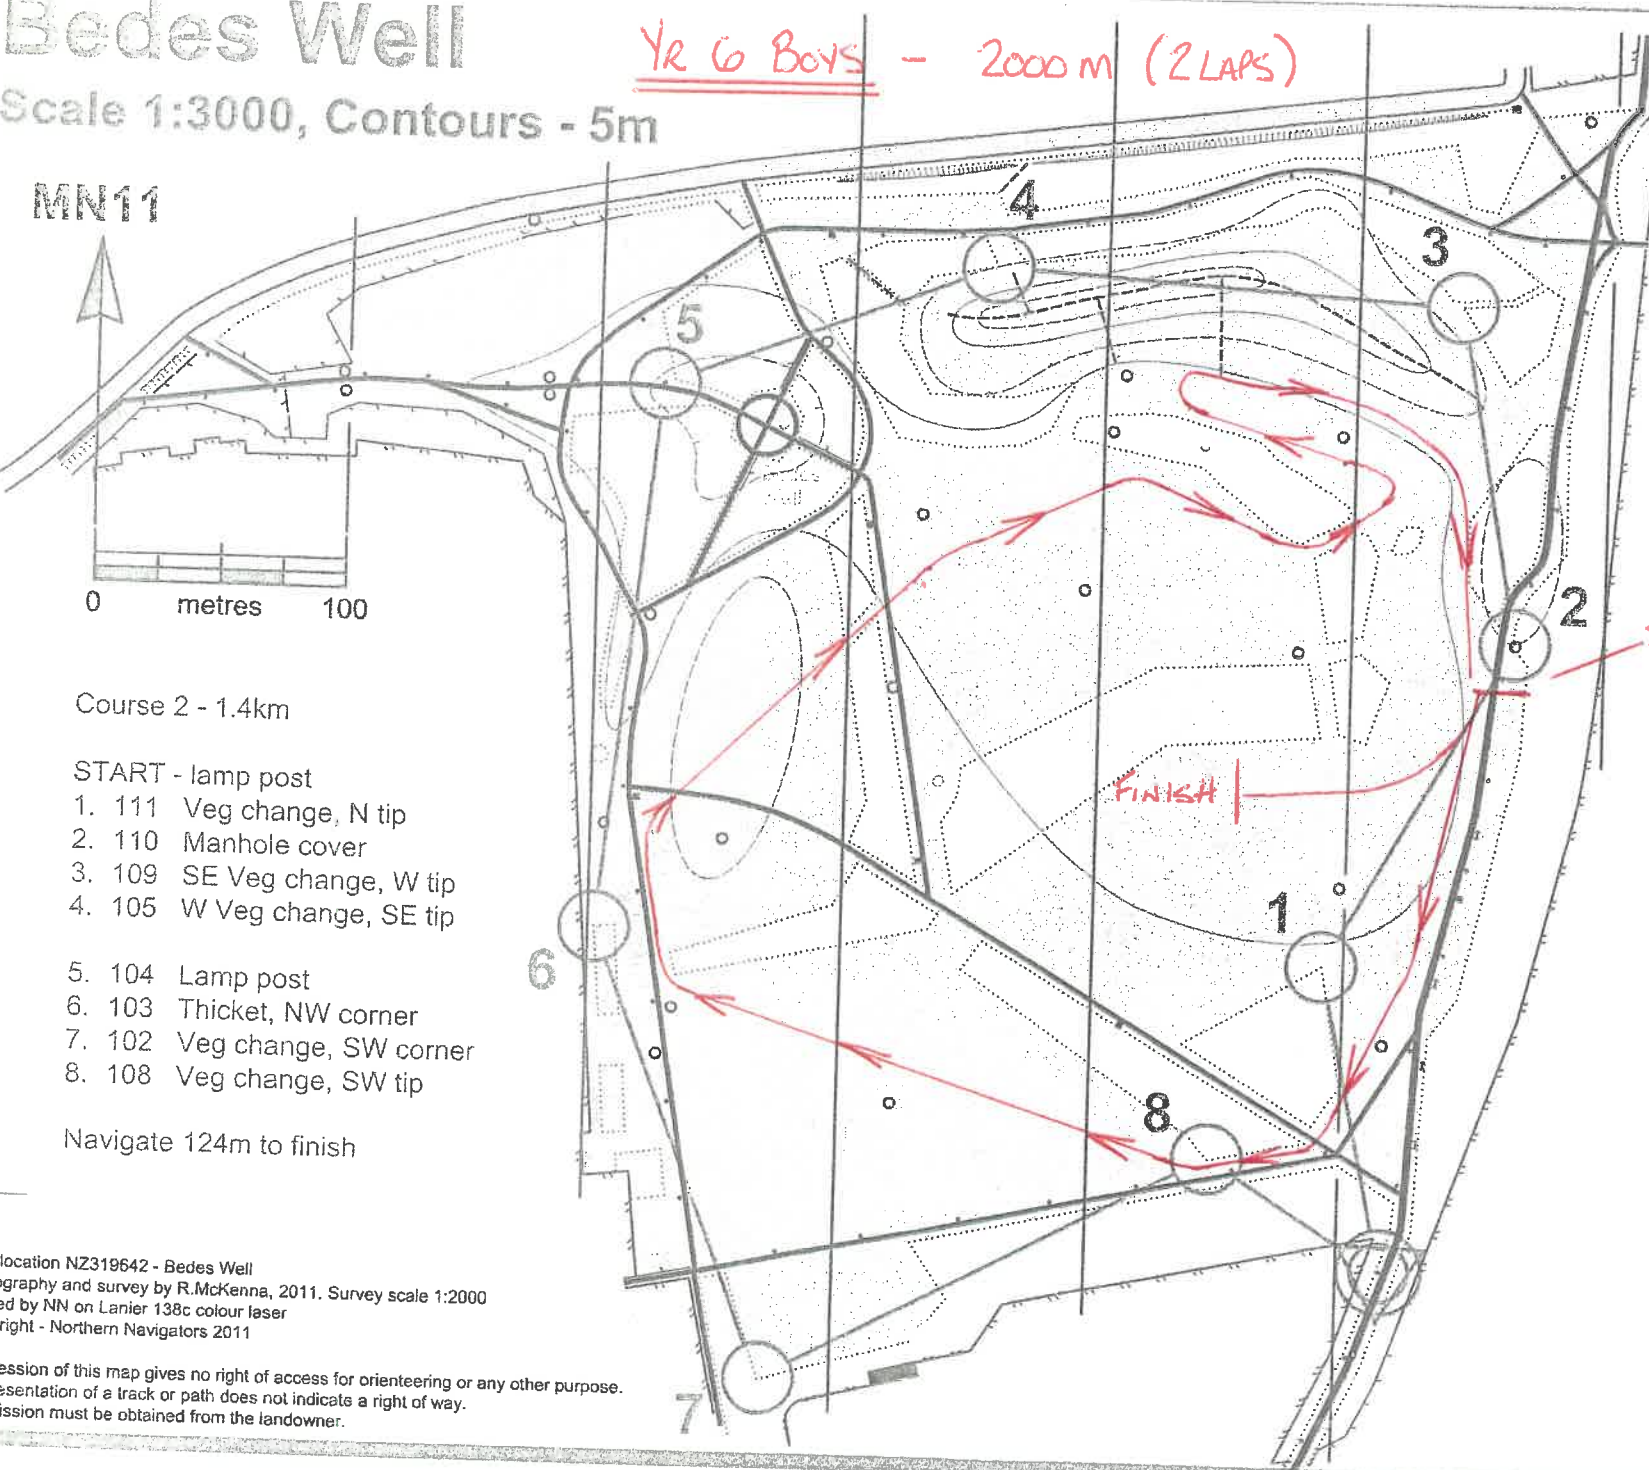 Bedes Well
YR 6 BOYS - 2000 M (2 LAPS)
Scale 1:3000, Contours - 5m
MN11
4
3
5
2
0 metres 100
Course 2 - 1.4km
START - lamp post
1. 111 Veg change, N tip
2. 110 Manhole cover
3. 109 SE Veg change, W tip
4. 105 W Veg change, SE tip
5. 104 Lamp post
6. 103 Thicket, NW corner
7. 102 Veg change, SW corner
8. 108 Veg change, SW tip
Navigate 124m to finish
FINISH
1
6
8
7
location NZ319642 - Bedes Well
ography and survey by R.McKenna, 2011. Survey scale 1:2000
ed by NN on Lanier 138c colour laser
right - Northern Navigators 2011
ession of this map gives no right of access for orienteering or any other purpose.
esentation of a track or path does not indicate a right of way.
ission must be obtained from the landowner.